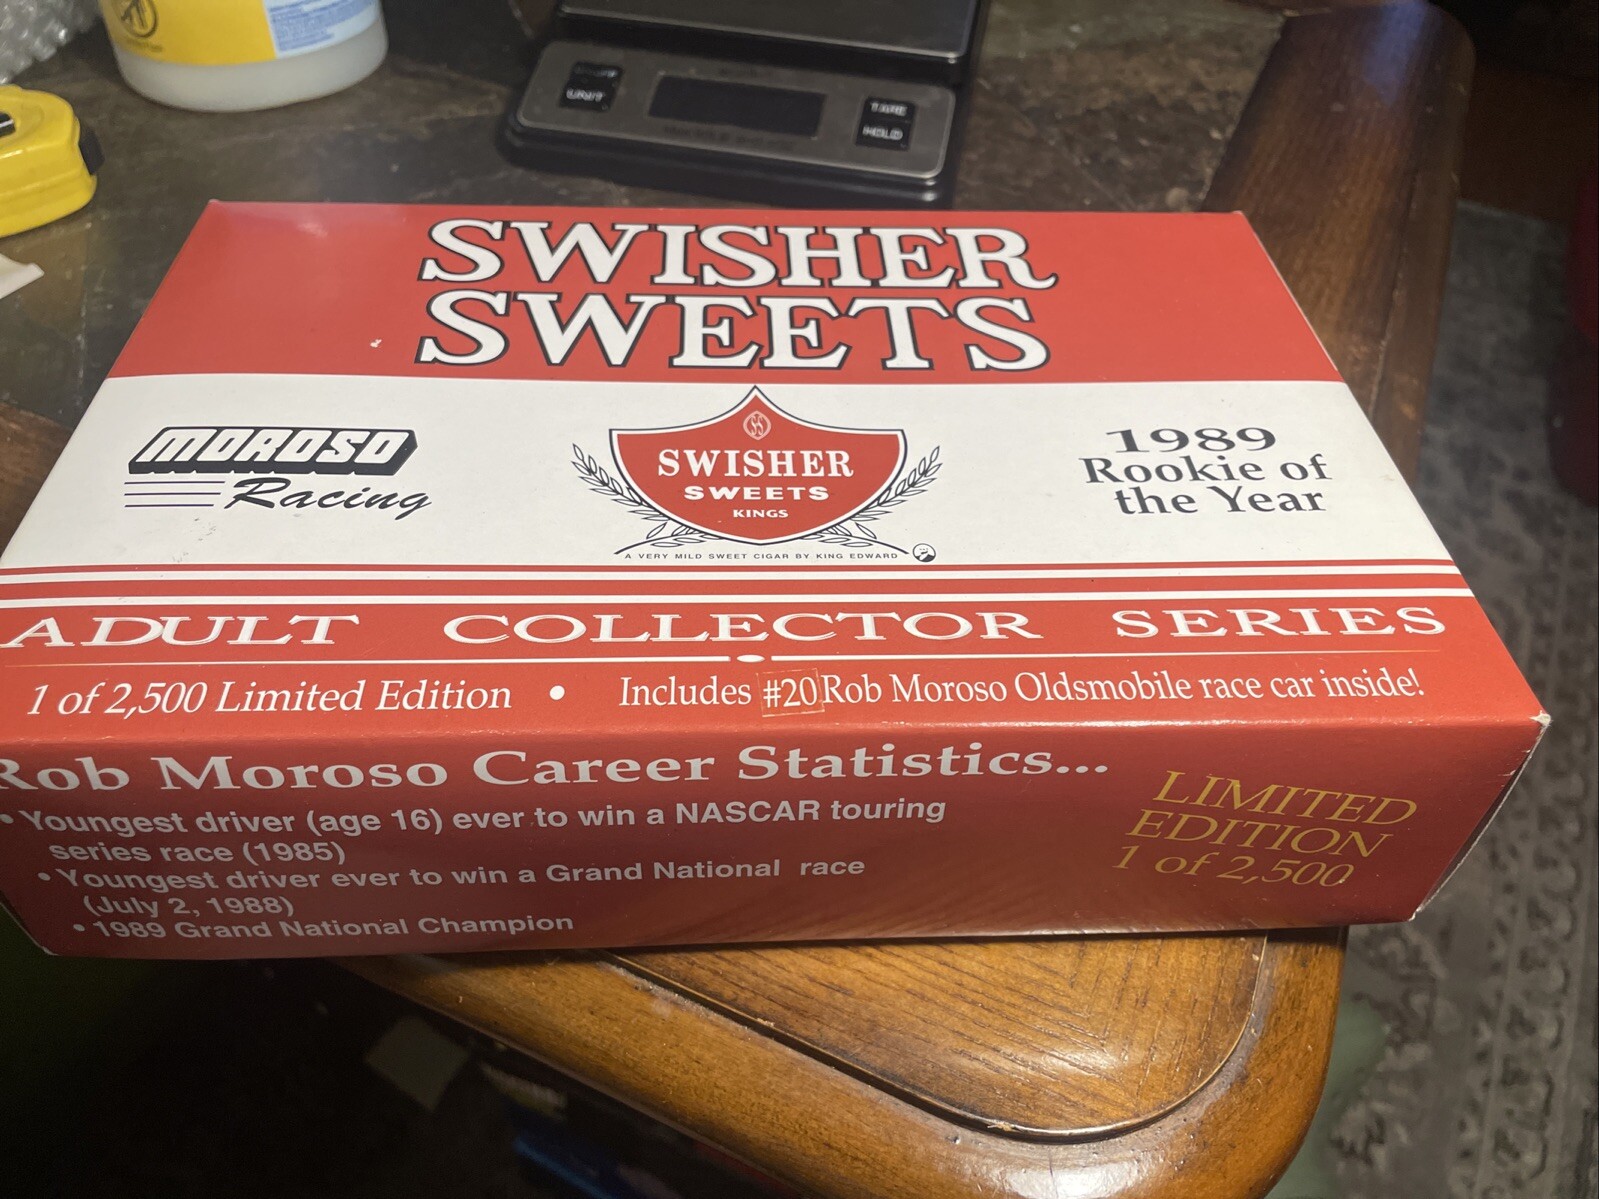 UNIT
TARE
HOLD
SWISHER
SWEETS
MOROSO
Racing
SWISHER
SWEETS
KINGS
A VERY MILD SWEET CIGAR BY KING EDWARD
1989
Rookie of
the Year
ADULT COLLECTOR SERIES
1 of 2,500 Limited Edition • Includes #20 Rob Moroso Oldsmobile race car inside!
Rob Moroso Career Statistics...
• Youngest driver (age 16) ever to win a NASCAR touring
series race (1985)
• Youngest driver ever to win a Grand National race
(July 2, 1988)
• 1989 Grand National Champion
LIMITED
EDITION
1 of 2,500